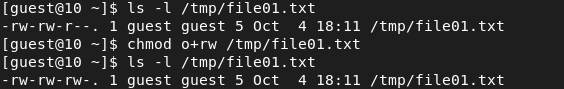 [guest@10 ~]$ ls -l /tmp/file01.txt
-rw-rw-r--. 1 guest guest 5 Oct  4 18:11 /tmp/file01.txt
[guest@10 ~]$ chmod o+rw /tmp/file01.txt
[guest@10 ~]$ ls -l /tmp/file01.txt
-rw-rw-rw-. 1 guest guest 5 Oct  4 18:11 /tmp/file01.txt